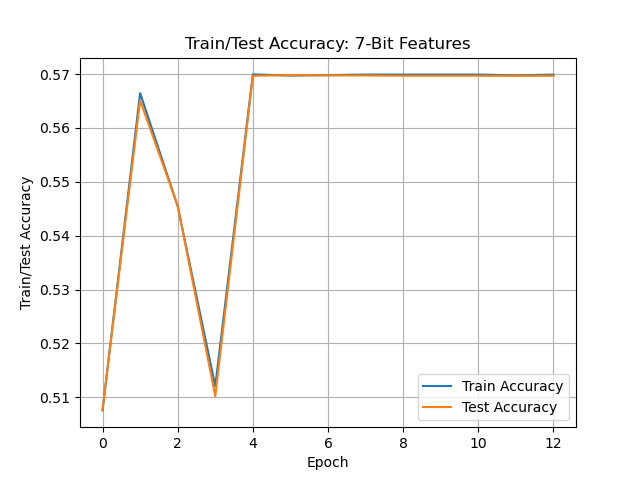 Train/Test Accuracy: 7-Bit Features
Train/Test Accuracy
0.57
0.56
0.55
0.54
0.53
0.52
0.51
0 2 4 6 8 10 12
Epoch
Train Accuracy
Test Accuracy